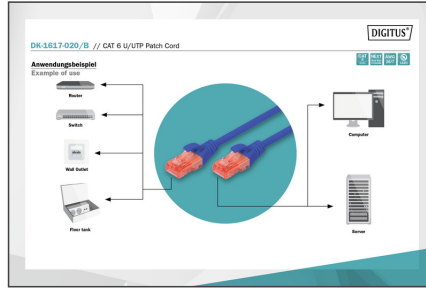 DIGITUS®
DK-1617-020/B // CAT 6 U/UTP Patch Cord
Anwendungsbeispiel
Example of use
Router
Switch
Wall Outlet
Floor tank
Computer
Server